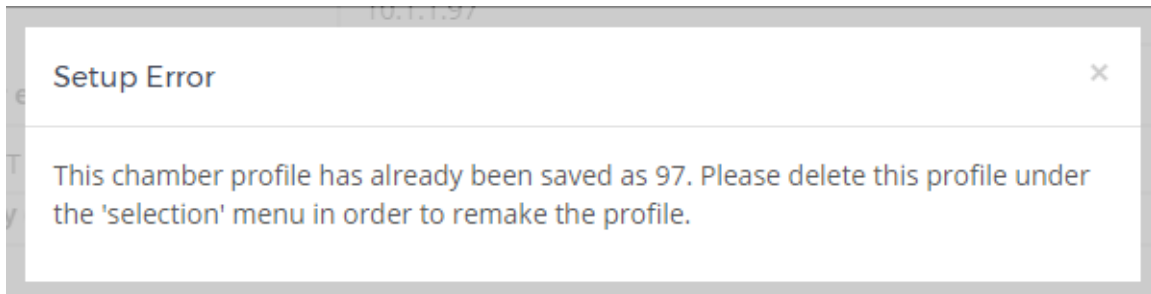 10.1.1.97
Setup Error ×
This chamber profile has already been saved as 97. Please delete this profile under
the 'selection' menu in order to remake the profile.